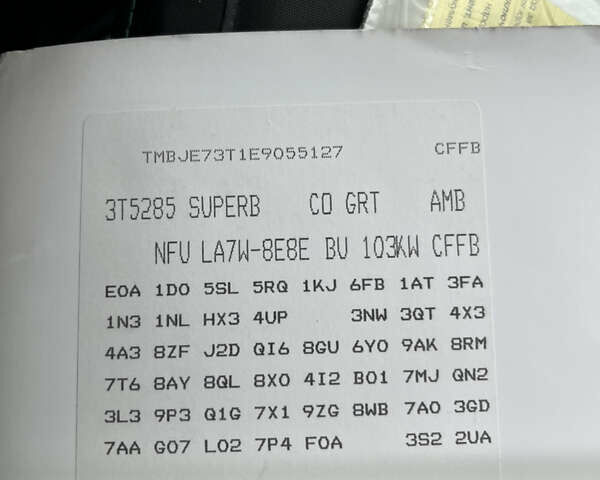 TMBJE73T1E9055127 CFFB
3T5285 SUPERB CO GRT AMB
NFU LA7W-8E8E BU 103KW CFFB
E0A 1D0 5SL 5RQ 1KJ 6FB 1AT 3FA
1N3 1NL HX3 4UP 3NW 3QT 4X3
4A3 8ZF J2D QI6 8GU 6Y0 9AK 8RM
7T6 8AY 8QL 8X0 4I2 B01 7MJ QN2
3L3 9P3 Q1G 7X1 9ZG 8WB 7A0 3GD
7AA G07 L02 7P4 F0A 3S2 2UA